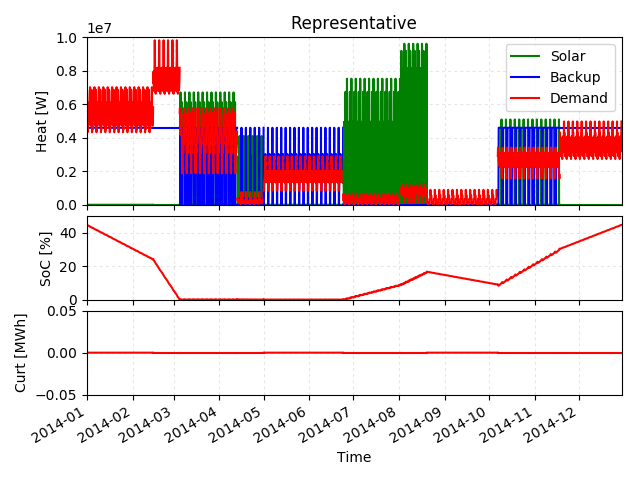 Representative
1e7
1.0
0.8
0.6
0.4
0.2
0.0
Heat [W]
Solar
Backup
Demand
40
20
0
SoC [%]
0.05
0.00
−0.05
Curt [MWh]
2014-01
2014-02
2014-03
2014-04
2014-05
2014-06
2014-07
2014-08
2014-09
2014-10
2014-11
2014-12
Time